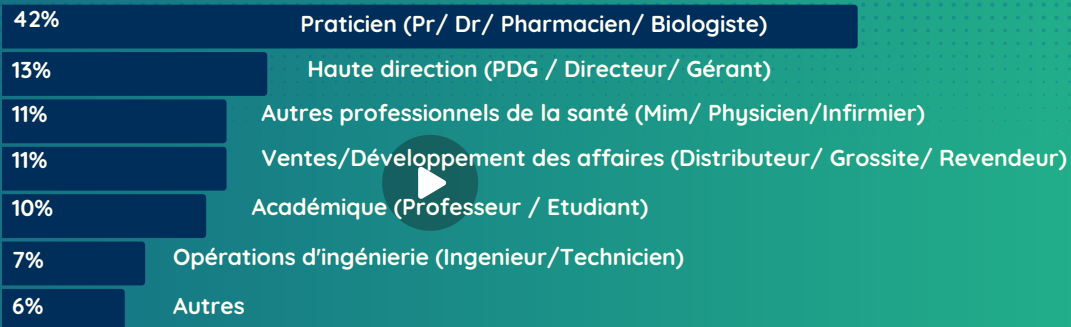 42% Praticien (Pr/ Dr/ Pharmacien/ Biologiste)
13% Haute direction (PDG / Directeur/ Gérant)
11% Autres professionnels de la santé (Mim/ Physicien/Infirmier)
11% Ventes/Développement des affaires (Distributeur/ Grossite/ Revendeur)
10% Académique (Professeur / Etudiant)
7% Opérations d'ingénierie (Ingenieur/Technicien)
6% Autres